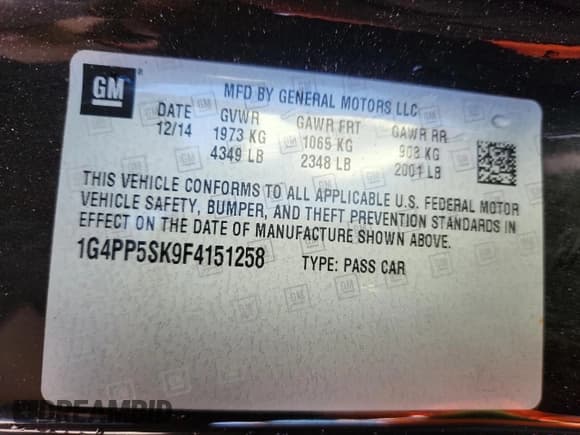 GM
MFD BY GENERAL MOTORS LLC
DATE GVWR GAWR FRT GAWR RR
12/14 1973 KG 1065 KG 908 KG
4349 LB 2348 LB 2001 LB
THIS VEHICLE CONFORMS TO ALL APPLICABLE U.S. FEDERAL MOTOR
VEHICLE SAFETY, BUMPER, AND THEFT PREVENTION STANDARDS IN
EFFECT ON THE DATE OF MANUFACTURE SHOWN ABOVE.
1G4PP5SK9F4151258 TYPE: PASS CAR
DREAMBID